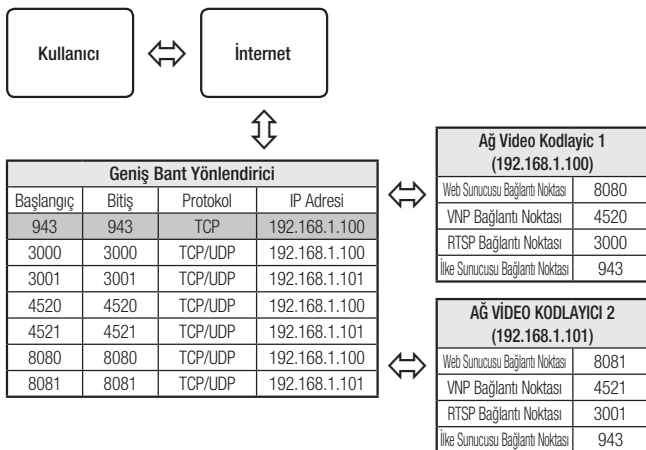 Kullanıcı
İnternet
Geniş Bant Yönlendirici
Başlangıç Bitiş Protokol IP Adresi
943 943 TCP 192.168.1.100
3000 3000 TCP/UDP 192.168.1.100
3001 3001 TCP/UDP 192.168.1.101
4520 4520 TCP/UDP 192.168.1.100
4521 4521 TCP/UDP 192.168.1.101
8080 8080 TCP/UDP 192.168.1.100
8081 8081 TCP/UDP 192.168.1.101
Ağ Video Kodlayic 1
(192.168.1.100)
Web Sunucusu Bağlantı Noktası 8080
VNP Bağlantı Noktası 4520
RTSP Bağlantı Noktası 3000
İlke Sunucusu Bağlantı Noktası 943
AĞ VİDEO KODLAYICI 2
(192.168.1.101)
Web Sunucusu Bağlantı Noktası 8081
VNP Bağlantı Noktası 4521
RTSP Bağlantı Noktası 3001
İlke Sunucusu Bağlantı Noktası 943